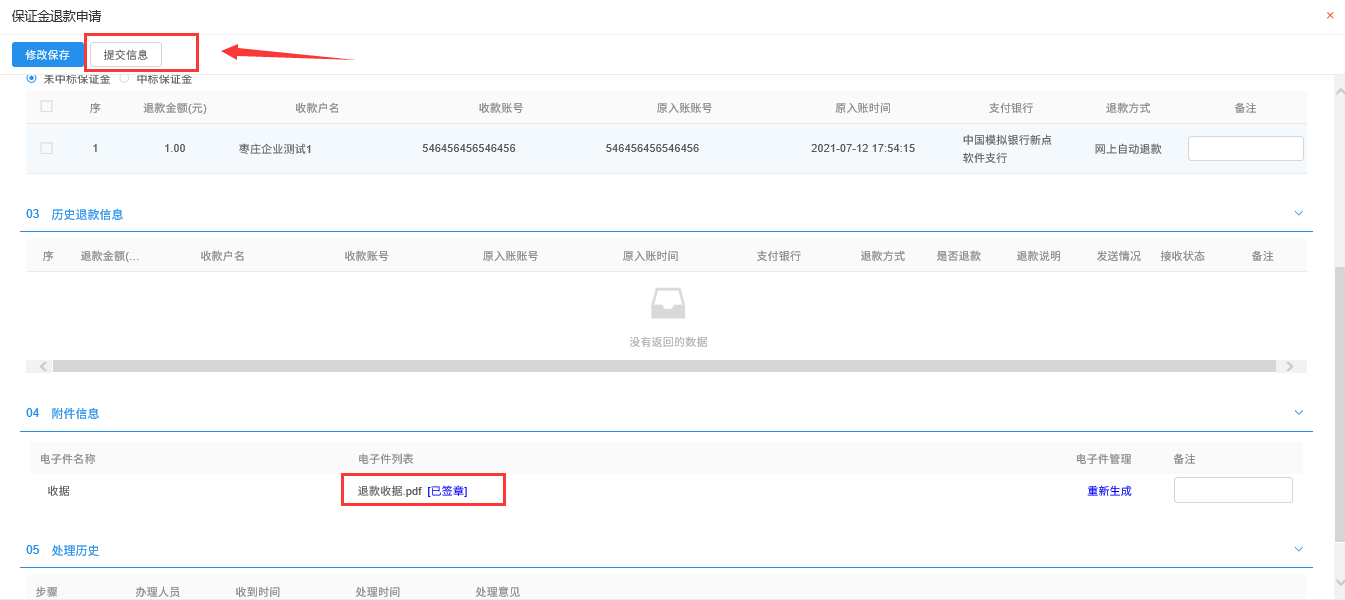 保证金退款申请
修改保存 提交信息
未中标保证金 中标保证金
序 退款金额(元) 收款户名 收款账号 原入账账号 原入账时间 支付银行 退款方式 备注
1 1.00 枣庄企业测试1 546456456546456 546456456546456 2021-07-12 17:54:15 中国模拟银行新点 网上自动退款
软件支行
03 历史退款信息
序 退款金额(... 收款户名 收款账号 原入账账号 原入账时间 支付银行 退款方式 是否退款 退款说明 发送情况 接收状态 备注
没有返回的数据
04 附件信息
电子件名称 电子件列表 电子件管理 备注
收据 退款收据.pdf [已签章] 重新生成
05 处理历史
步骤 办理人员 收到时间 处理时间 处理意见